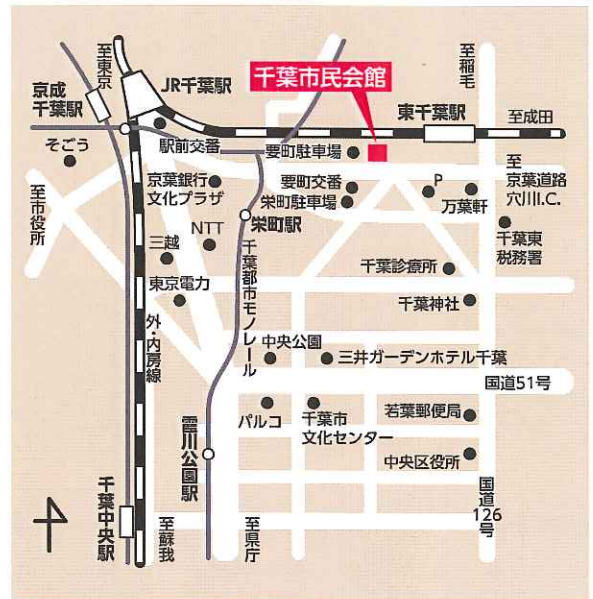 至東京
京成
千葉駅
JR千葉駅
千葉市民会館
至稲毛
東千葉駅
至成田
そごう
駅前交番
要町駐車場
至市役所
京葉銀行
文化プラザ
要町交番
栄町駐車場
P
万葉軒
至
京葉道路
穴川I.C.
栄町駅
NTT
三越
千葉東
税務署
東京電力
千葉都市モノレール
千葉診療所
千葉神社
外・内房線
中央公園
三井ガーデンホテル千葉
国道51号
パルコ
千葉市
文化センター
若葉郵便局
中央区役所
葭川公園駅
千葉中央駅
至蘇我
至県庁
国道
126
号